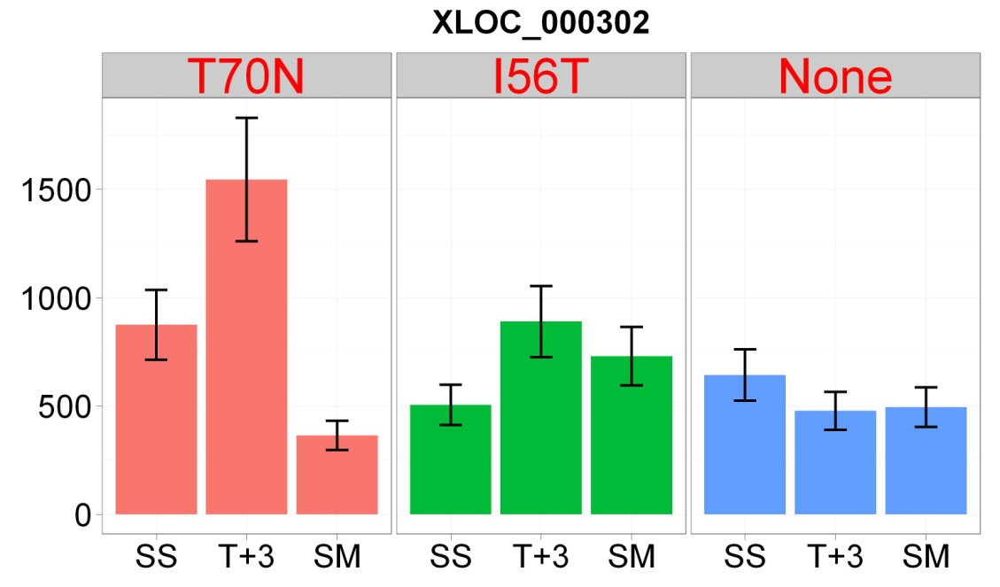 XLOC_000302
T70N I56T None
1500
1000
500
0
SS T+3 SM SS T+3 SM SS T+3 SM